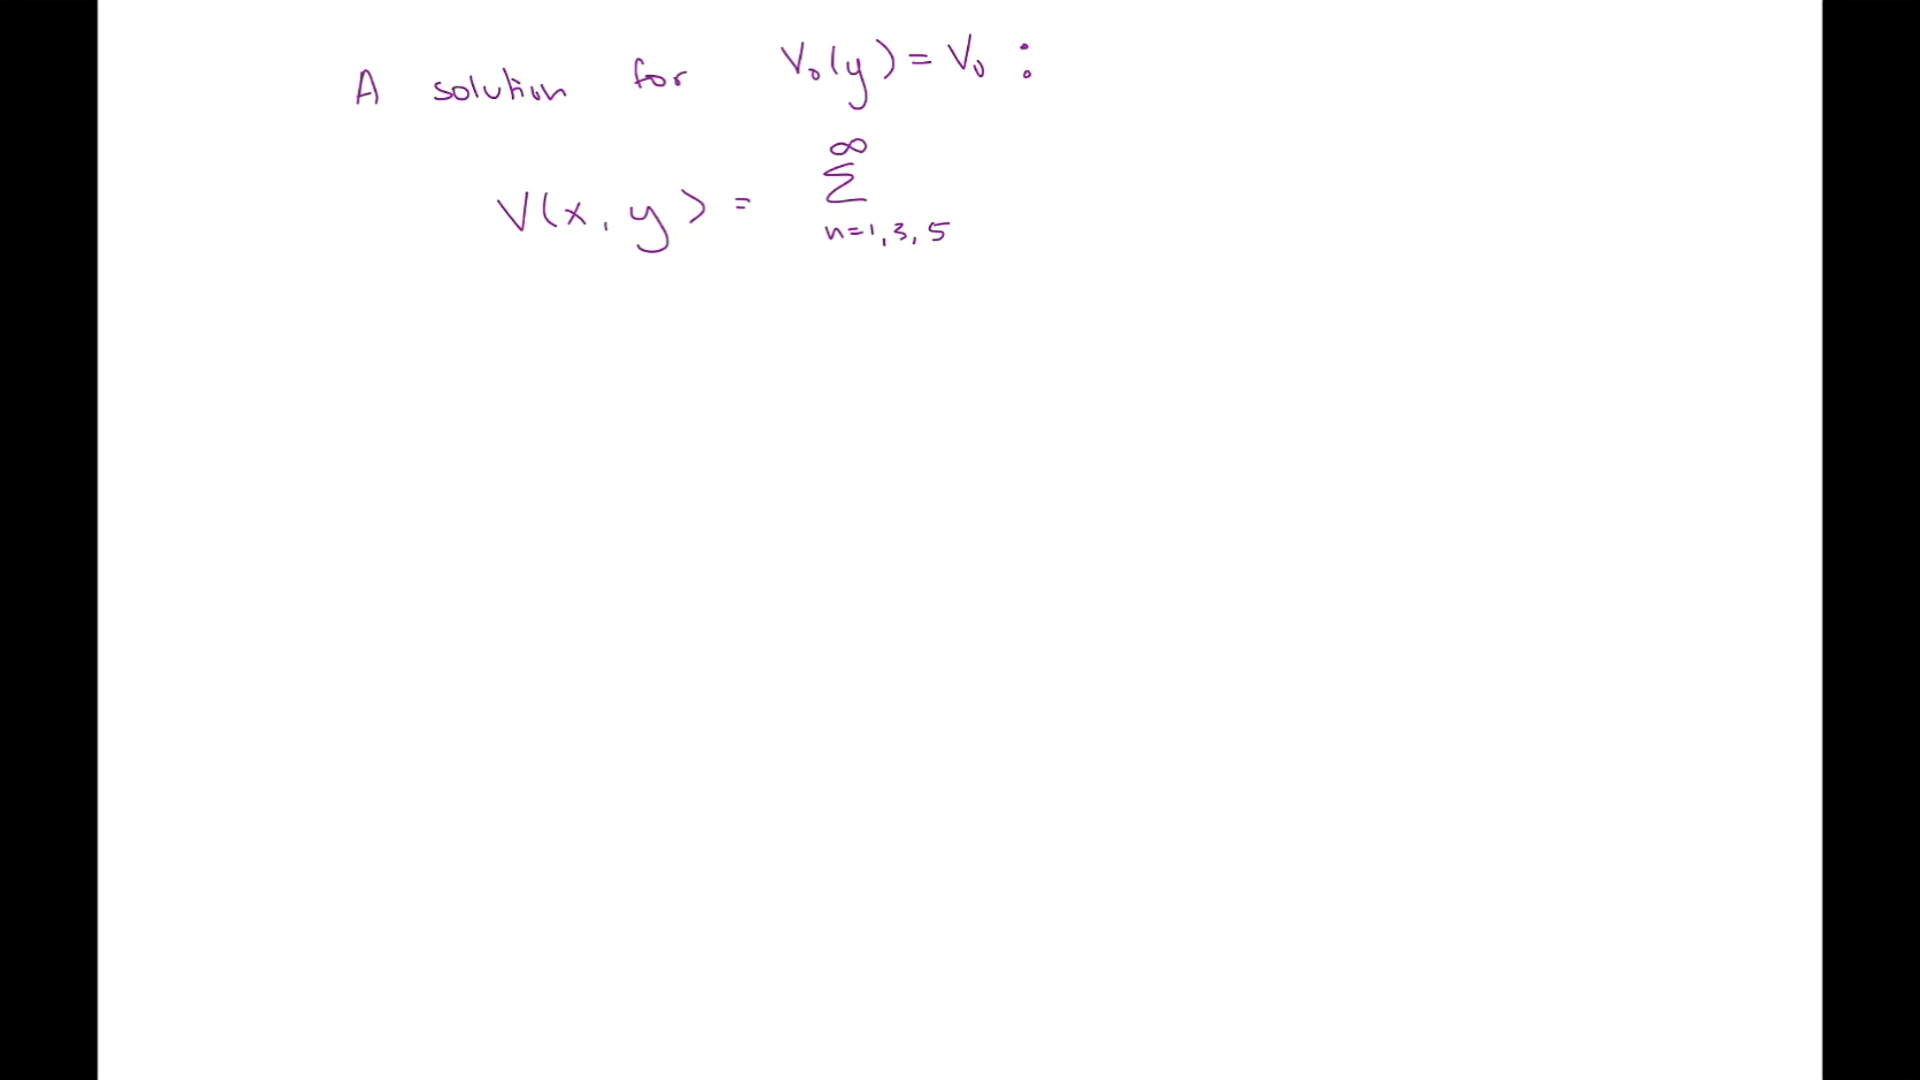 A solution for V₀(y) = V₀ :
V(x, y) = ∞ Σ n=1,3,5